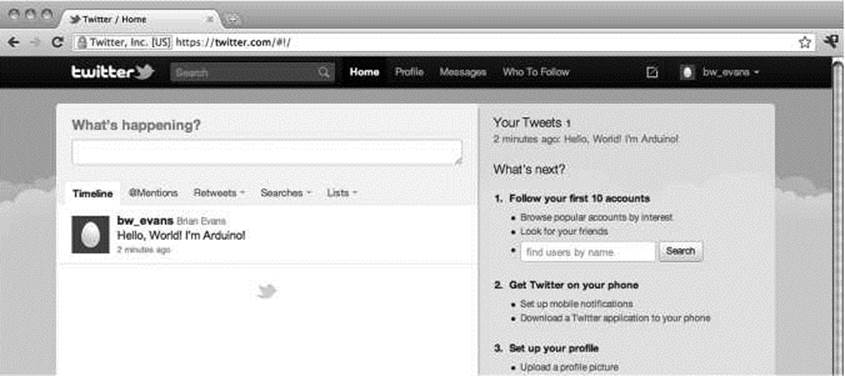 Twitter / Home
Twitter, Inc. [US] https://twitter.com/#!/
twitter Search Home Profile Messages Who To Follow bw_evans
What's happening?
Timeline @Mentions Retweets Searches Lists
bw_evans Brian Evans
Hello, World! I'm Arduino!
2 minutes ago
Your Tweets 1
2 minutes ago: Hello, World! I'm Arduino!
What's next?
1. Follow your first 10 accounts
• Browse popular accounts by interest
• Look for your friends
• find users by name Search
2. Get Twitter on your phone
• Set up mobile notifications
• Download a Twitter application to your phone
3. Set up your profile
• Upload a profile picture